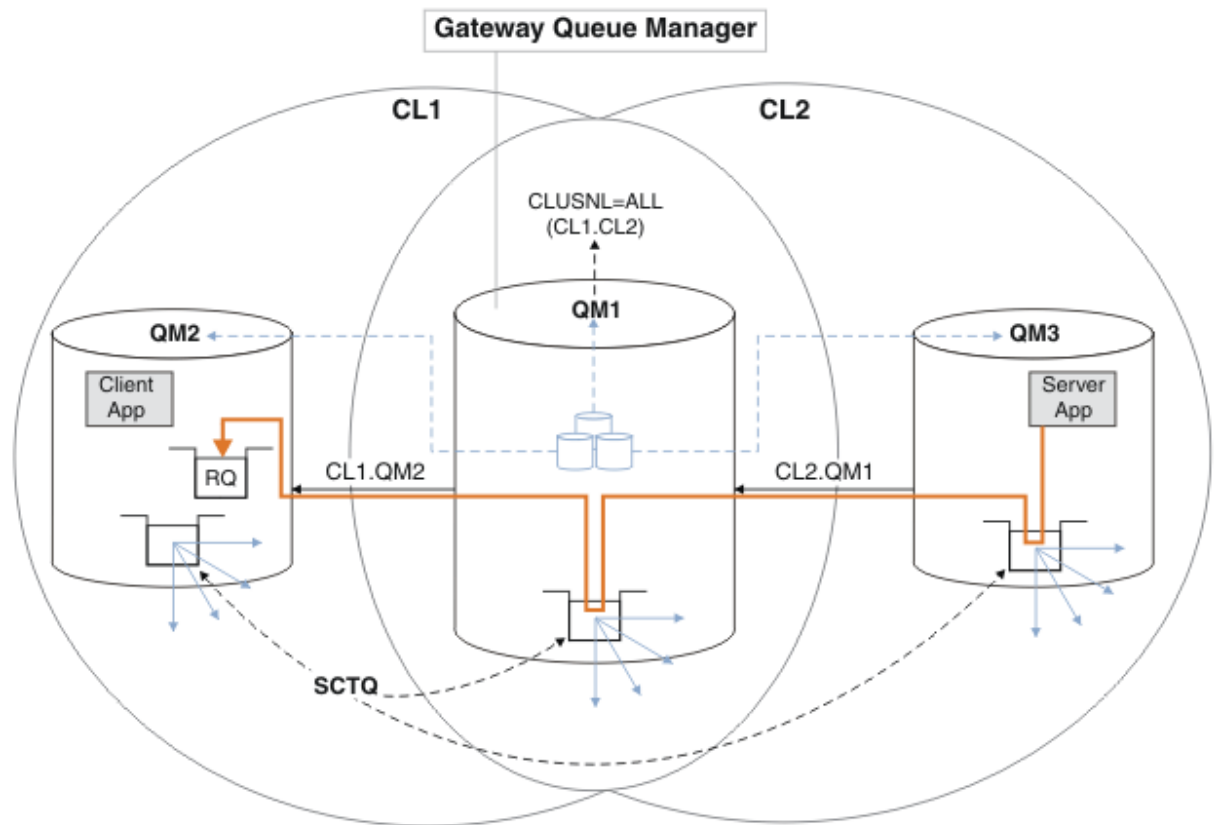 Gateway Queue Manager
CL1
CL2
CLUSNL=ALL
(CL1.CL2)
QM2
QM1
QM3
Client
App
Server
App
RQ
CL1.QM2
CL2.QM1
SCTQ